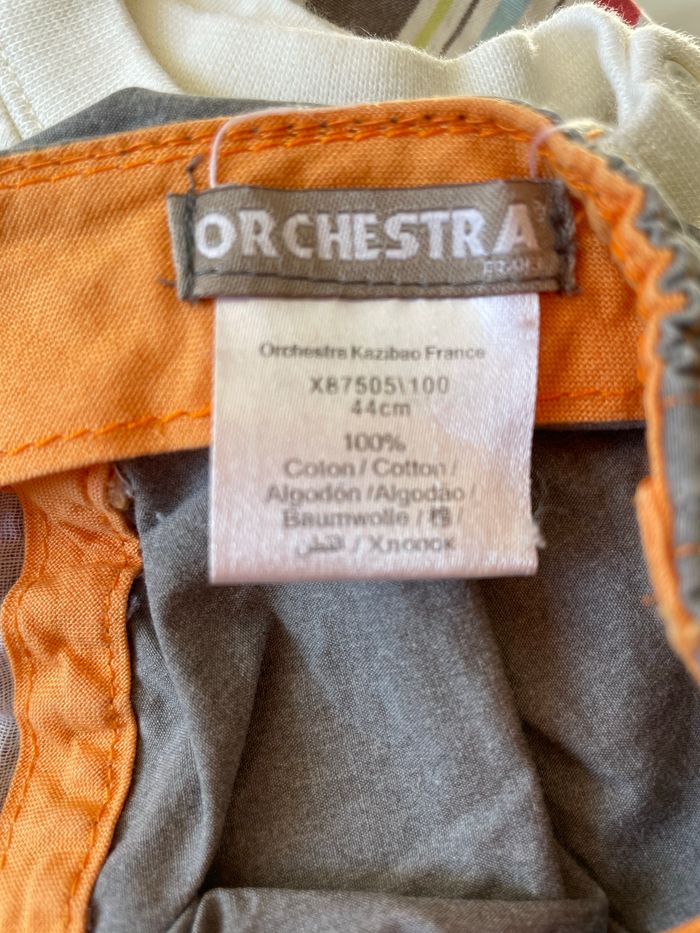 ORCHESTRA
FRANCE
Orchestra Kazibao France
X87505\100
44cm
100%
Coton / Cotton /
Algodón /Algodão /
Baumwolle / 棉 /
القطن / Хлопок